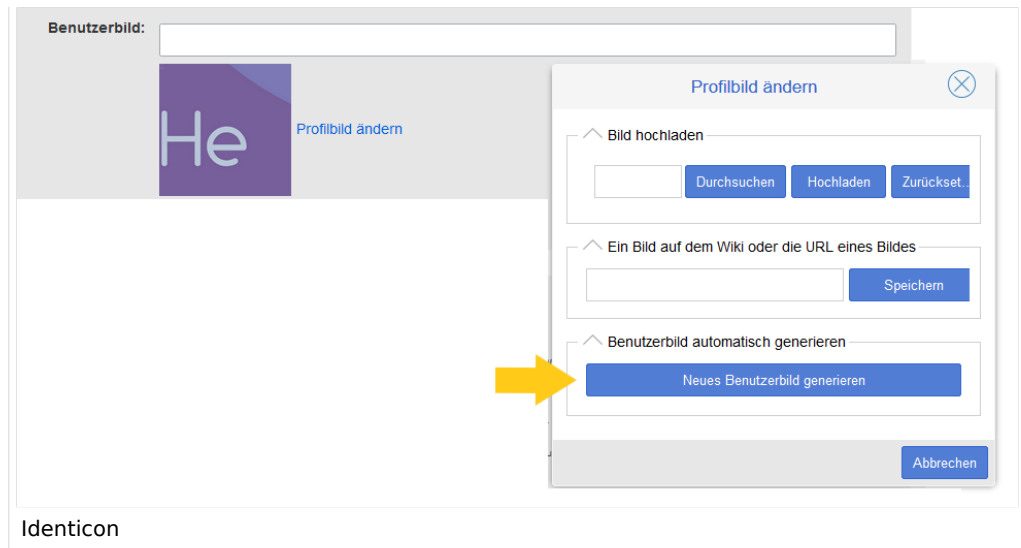 Benutzerbild:
He
Profilbild ändern
Profilbild ändern
Bild hochladen
Durchsuchen
Hochladen
Zurückset..
Ein Bild auf dem Wiki oder die URL eines Bildes
Speichern
Benutzerbild automatisch generieren
Neues Benutzerbild generieren
Abbrechen
Identicon